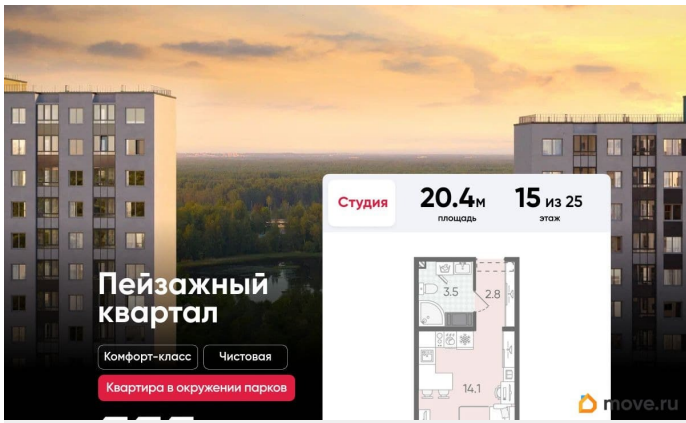 Студия
20.4м
площадь
15 из 25
этаж
Пейзажный
квартал
Комфорт-класс
Чистовая
Квартира в окружении парков
3.5
2.8
14.1
move.ru